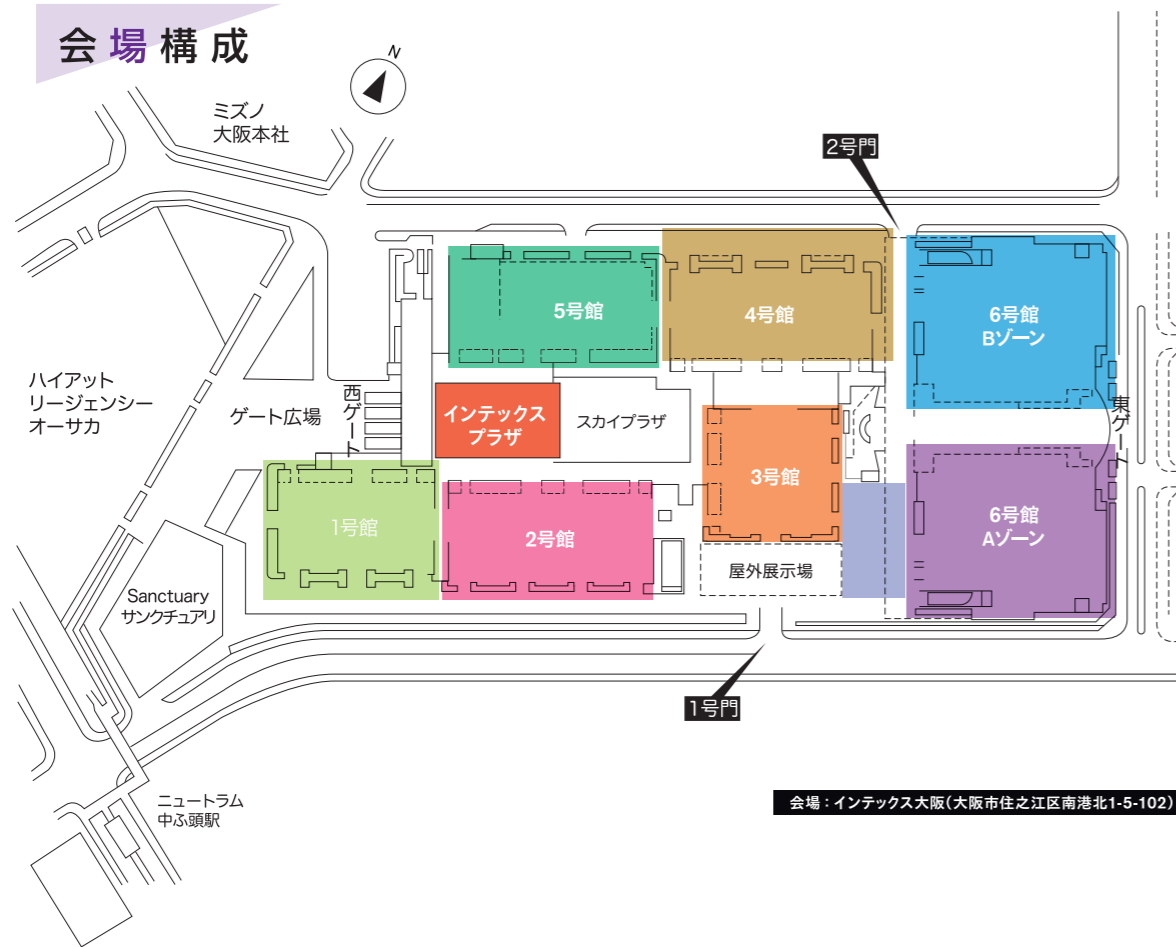 会場構成
N
ミズノ
大阪本社
2号門
5号館
4号館
6号館
Bゾーン
ハイアット
リージェンシー
オーサカ
ゲート広場
西ゲート
インテックス
プラザ
スカイプラザ
東ゲート
3号館
1号館
2号館
6号館
Aゾーン
屋外展示場
Sanctuary
サンクチュアリ
1号門
ニュートラム
中ふ頭駅
会場：インテックス大阪（大阪市住之江区南港北1-5-102）